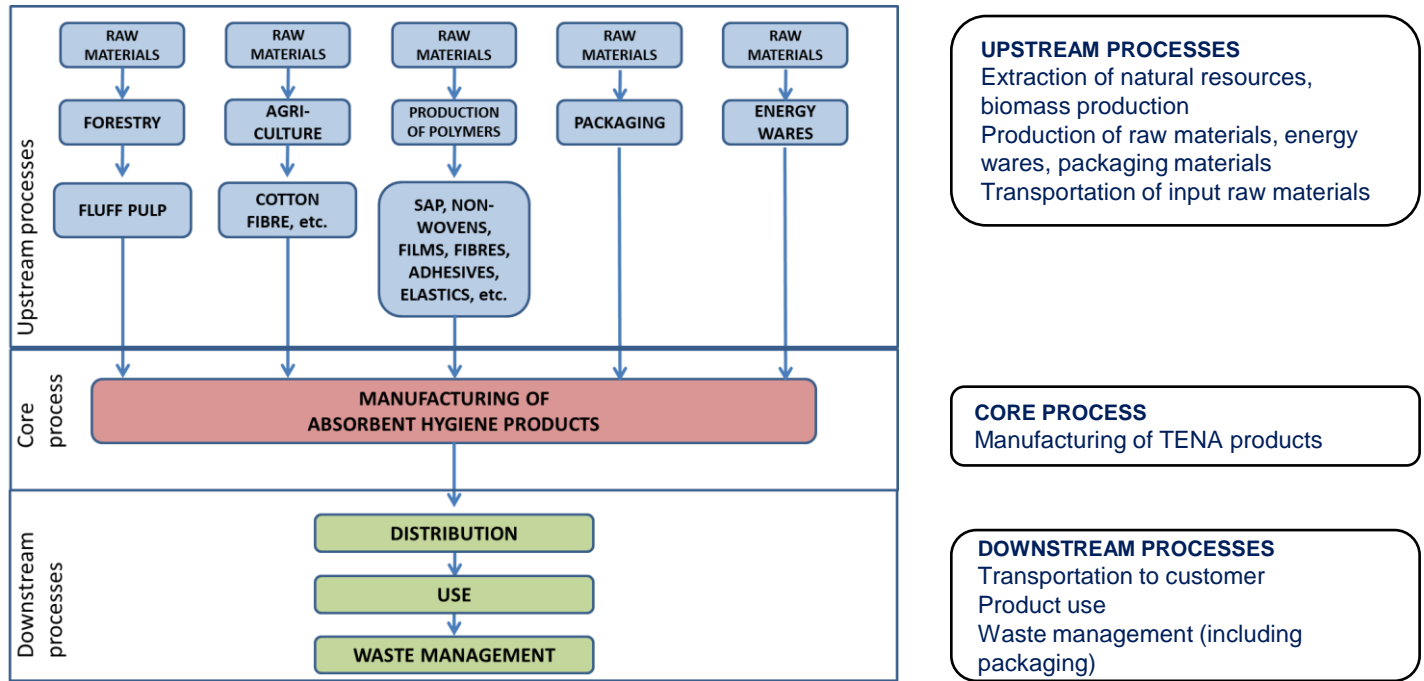 Upstream processes
RAW
MATERIALS
RAW
MATERIALS
RAW
MATERIALS
RAW
MATERIALS
RAW
MATERIALS
FORESTRY
AGRI-
CULTURE
PRODUCTION
OF POLYMERS
PACKAGING
ENERGY
WARES
FLUFF PULP
COTTON
FIBRE, etc.
SAP, NON-
WOVENS,
FILMS, FIBRES,
ADHESIVES,
ELASTICS, etc.
UPSTREAM PROCESSES
Extraction of natural resources,
biomass production
Production of raw materials, energy
wares, packaging materials
Transportation of input raw materials
Core
process
MANUFACTURING OF
ABSORBENT HYGIENE PRODUCTS
CORE PROCESS
Manufacturing of TENA products
Downstream
processes
DISTRIBUTION
USE
WASTE MANAGEMENT
DOWNSTREAM PROCESSES
Transportation to customer
Product use
Waste management (including
packaging)